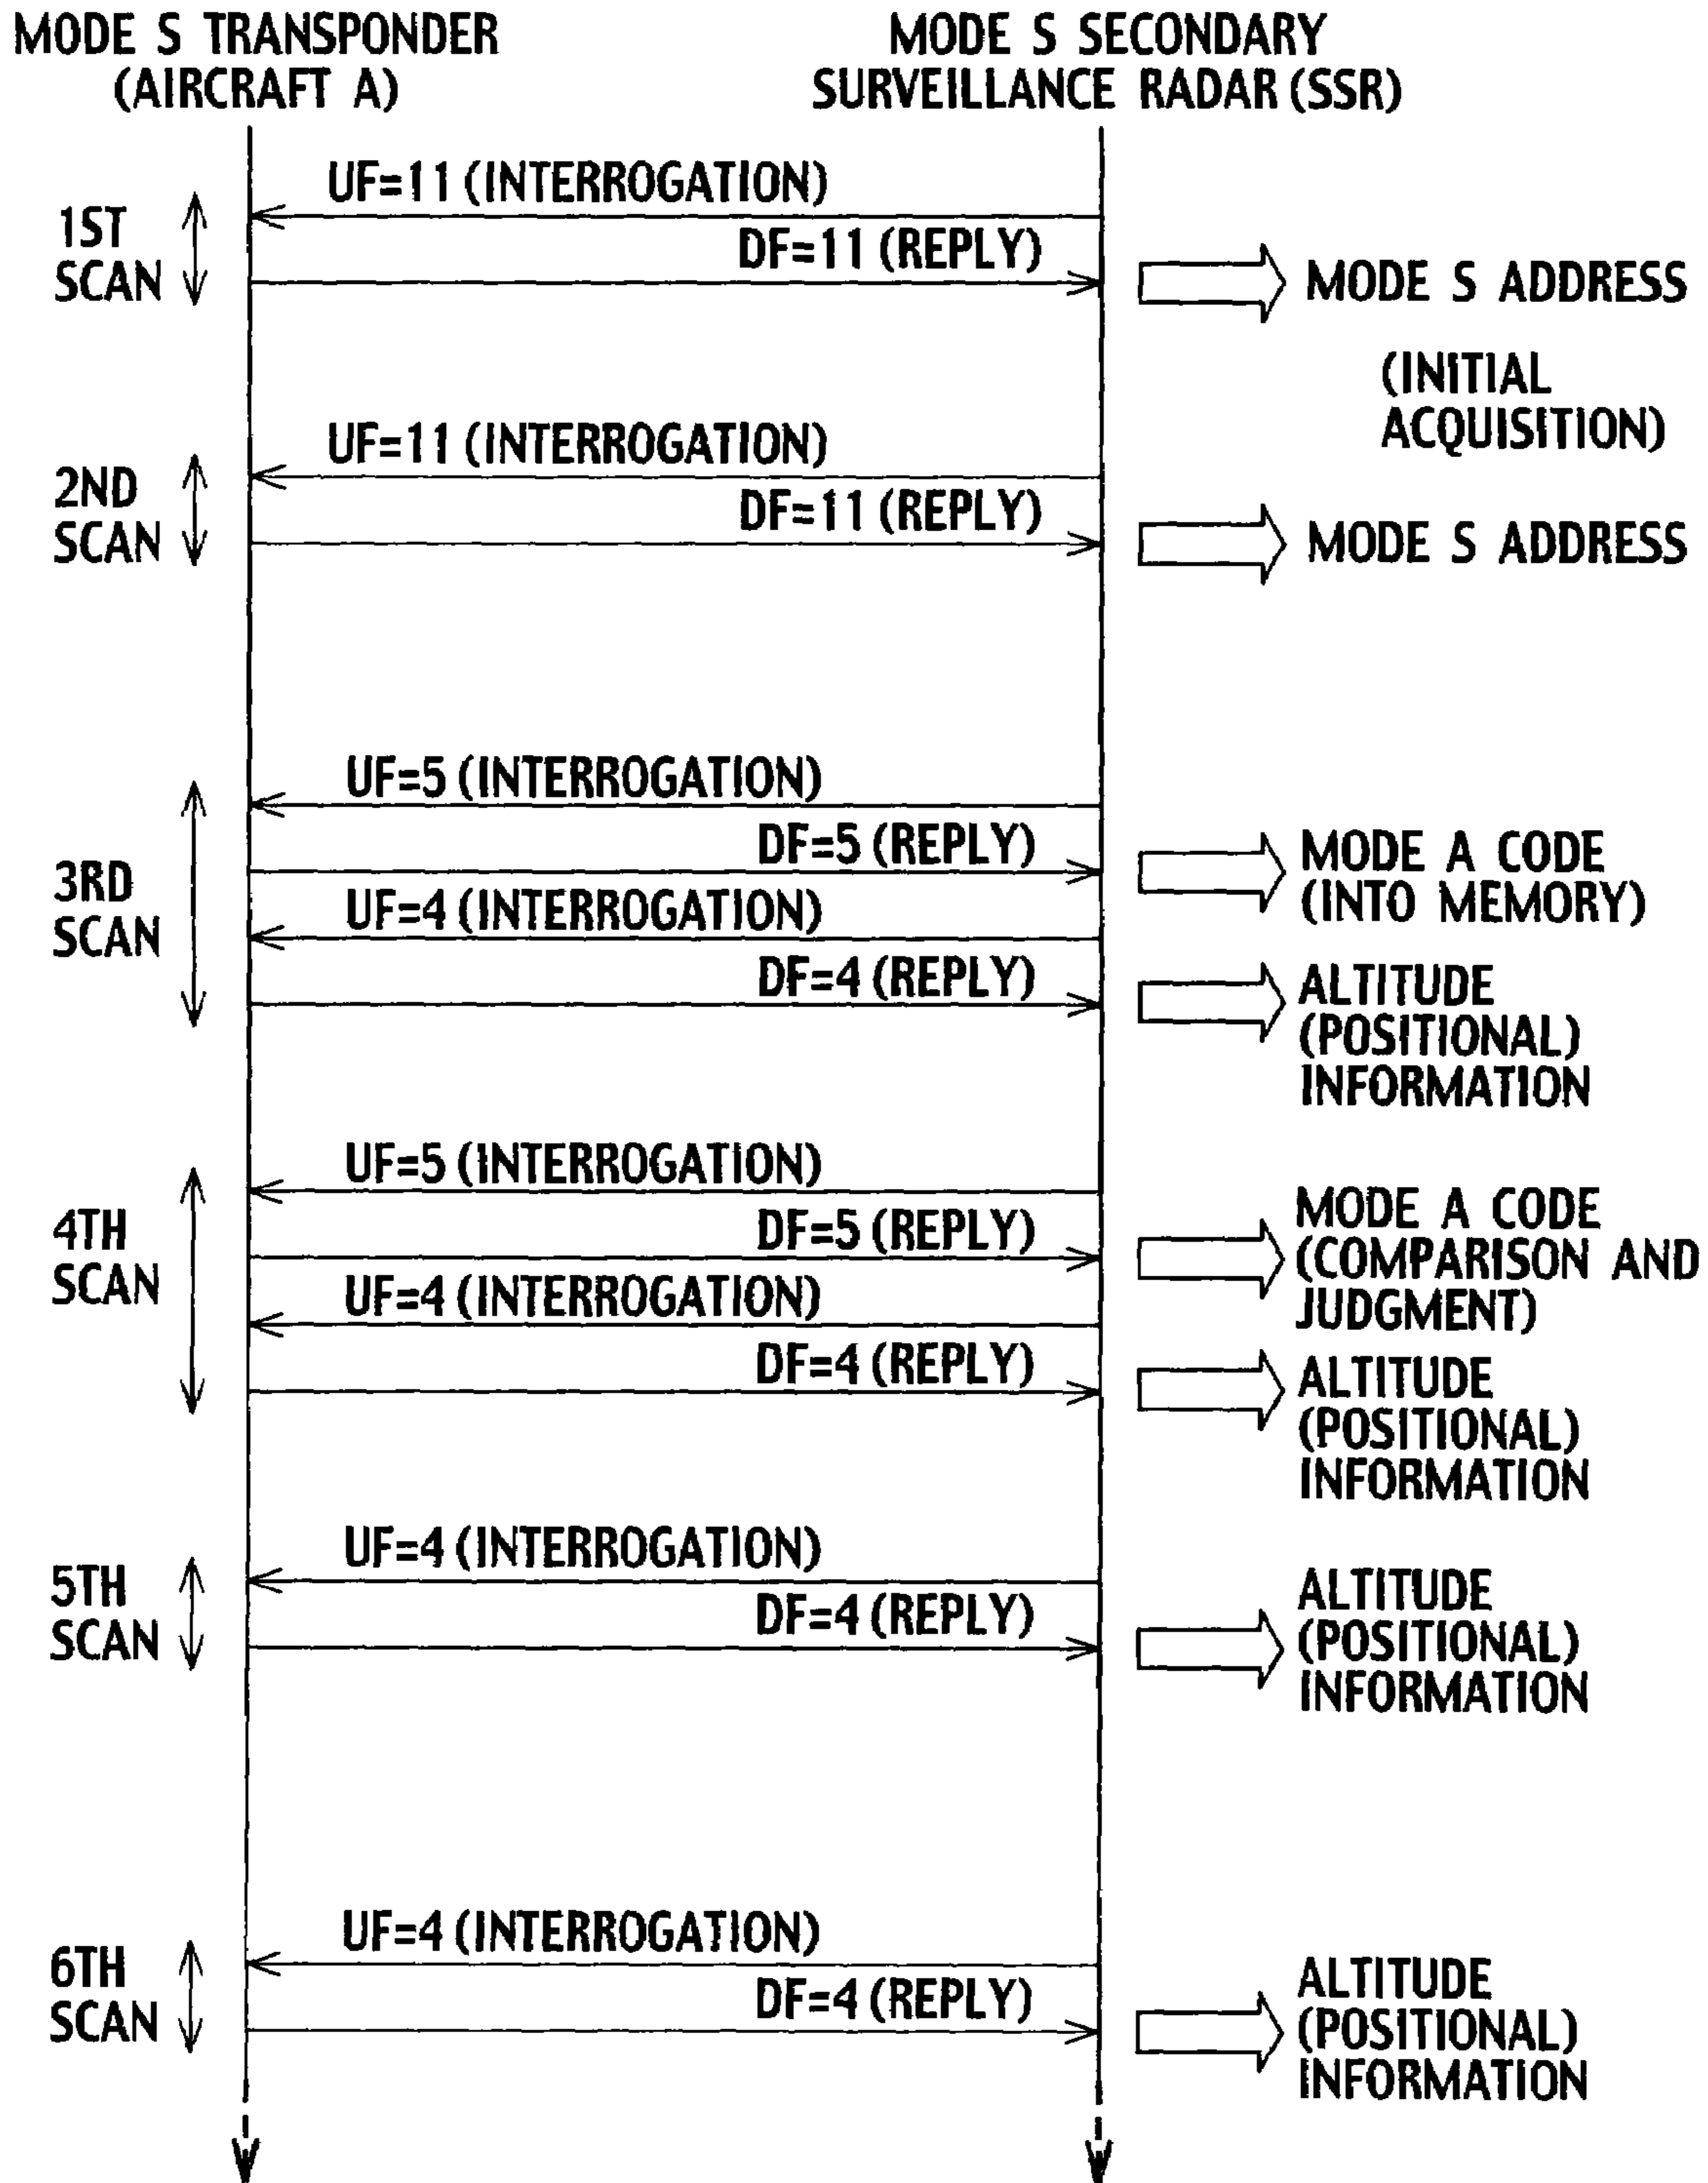 MODE S TRANSPONDER
(AIRCRAFT A)
MODE S SECONDARY
SURVEILLANCE RADAR (SSR)
1ST
SCAN
UF=11 (INTERROGATION)
DF=11 (REPLY)
MODE S ADDRESS
(INITIAL
ACQUISITION)
2ND
SCAN
UF=11 (INTERROGATION)
DF=11 (REPLY)
MODE S ADDRESS
3RD
SCAN
UF=5 (INTERROGATION)
DF=5 (REPLY)
MODE A CODE
(INTO MEMORY)
UF=4 (INTERROGATION)
DF=4 (REPLY)
ALTITUDE
(POSITIONAL)
INFORMATION
4TH
SCAN
UF=5 (INTERROGATION)
DF=5 (REPLY)
MODE A CODE
(COMPARISON AND
JUDGMENT)
UF=4 (INTERROGATION)
DF=4 (REPLY)
ALTITUDE
(POSITIONAL)
INFORMATION
5TH
SCAN
UF=4 (INTERROGATION)
DF=4 (REPLY)
ALTITUDE
(POSITIONAL)
INFORMATION
6TH
SCAN
UF=4 (INTERROGATION)
DF=4 (REPLY)
ALTITUDE
(POSITIONAL)
INFORMATION